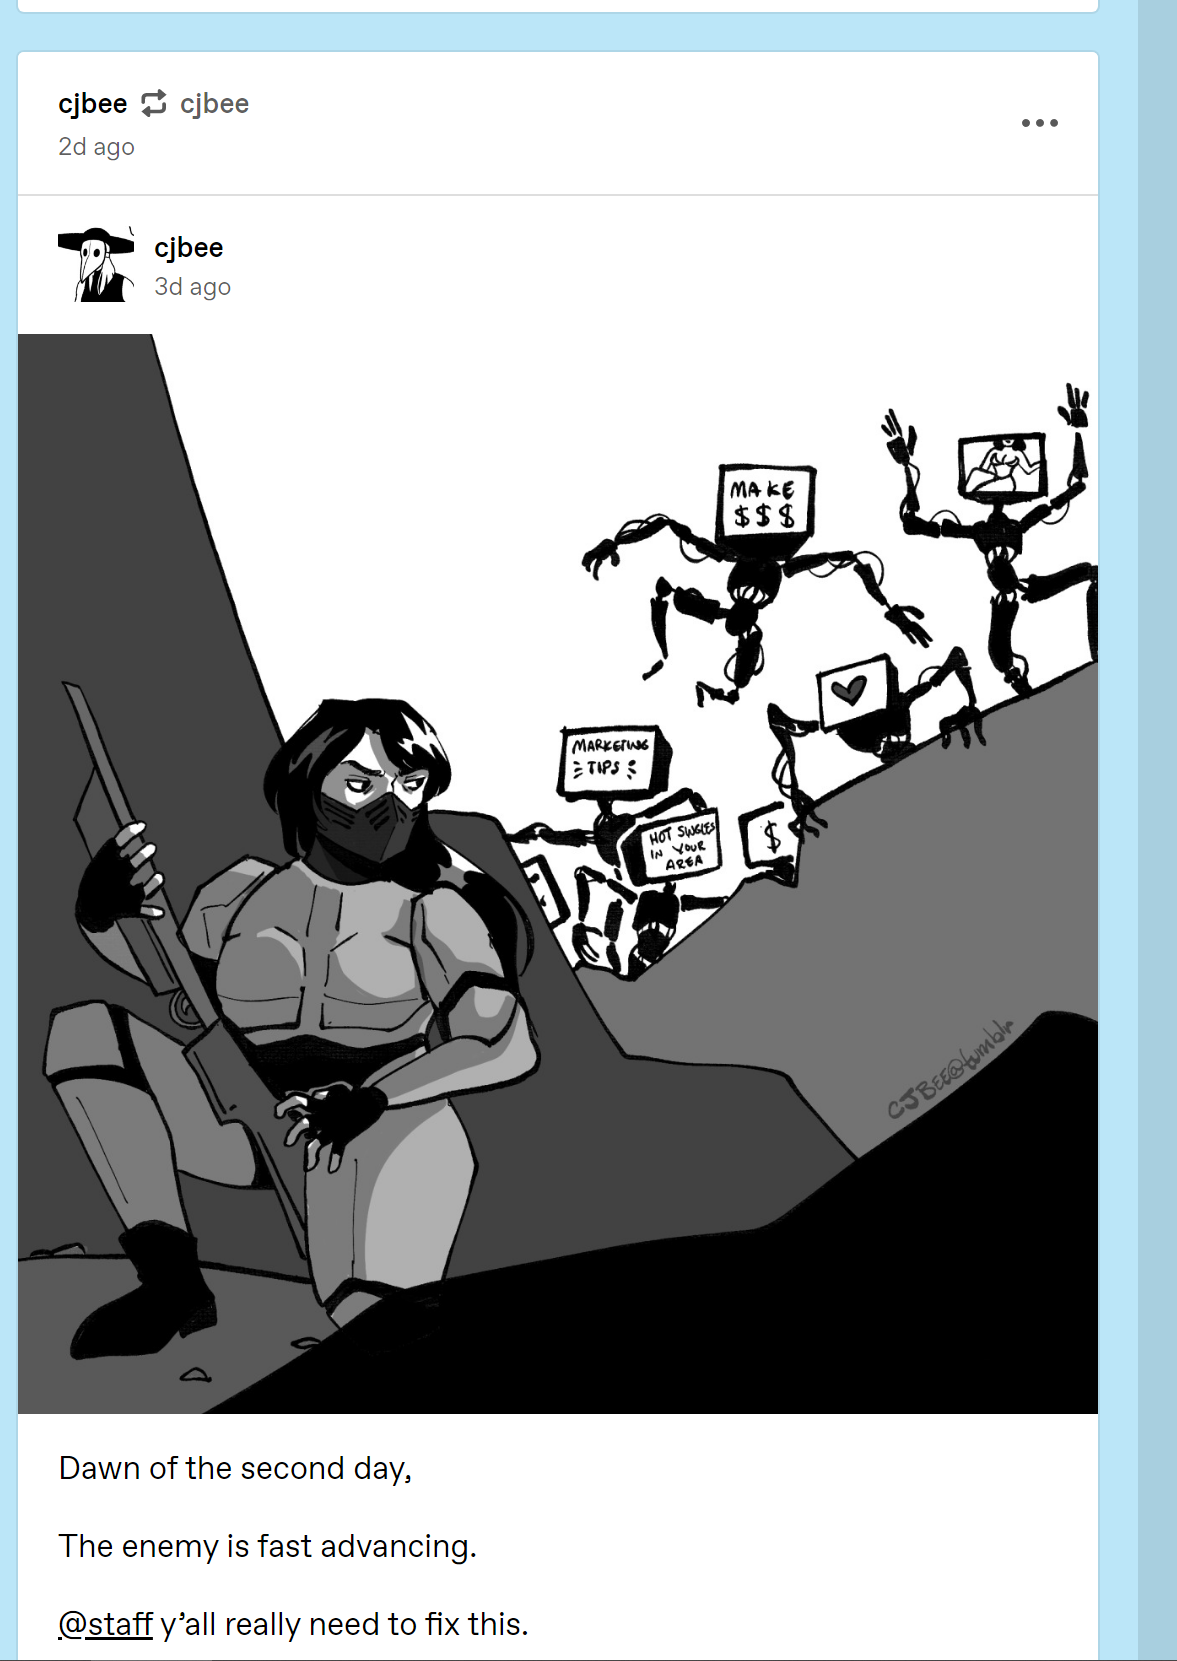 cjbee cjbee
2d ago
cjbee
3d ago
MAKE
$$$
MARKETING
TIPS
HOT SINGLES
IN YOUR
AREA
$
CJBEE@tumblr
Dawn of the second day,
The enemy is fast advancing.
@staff y'all really need to fix this.